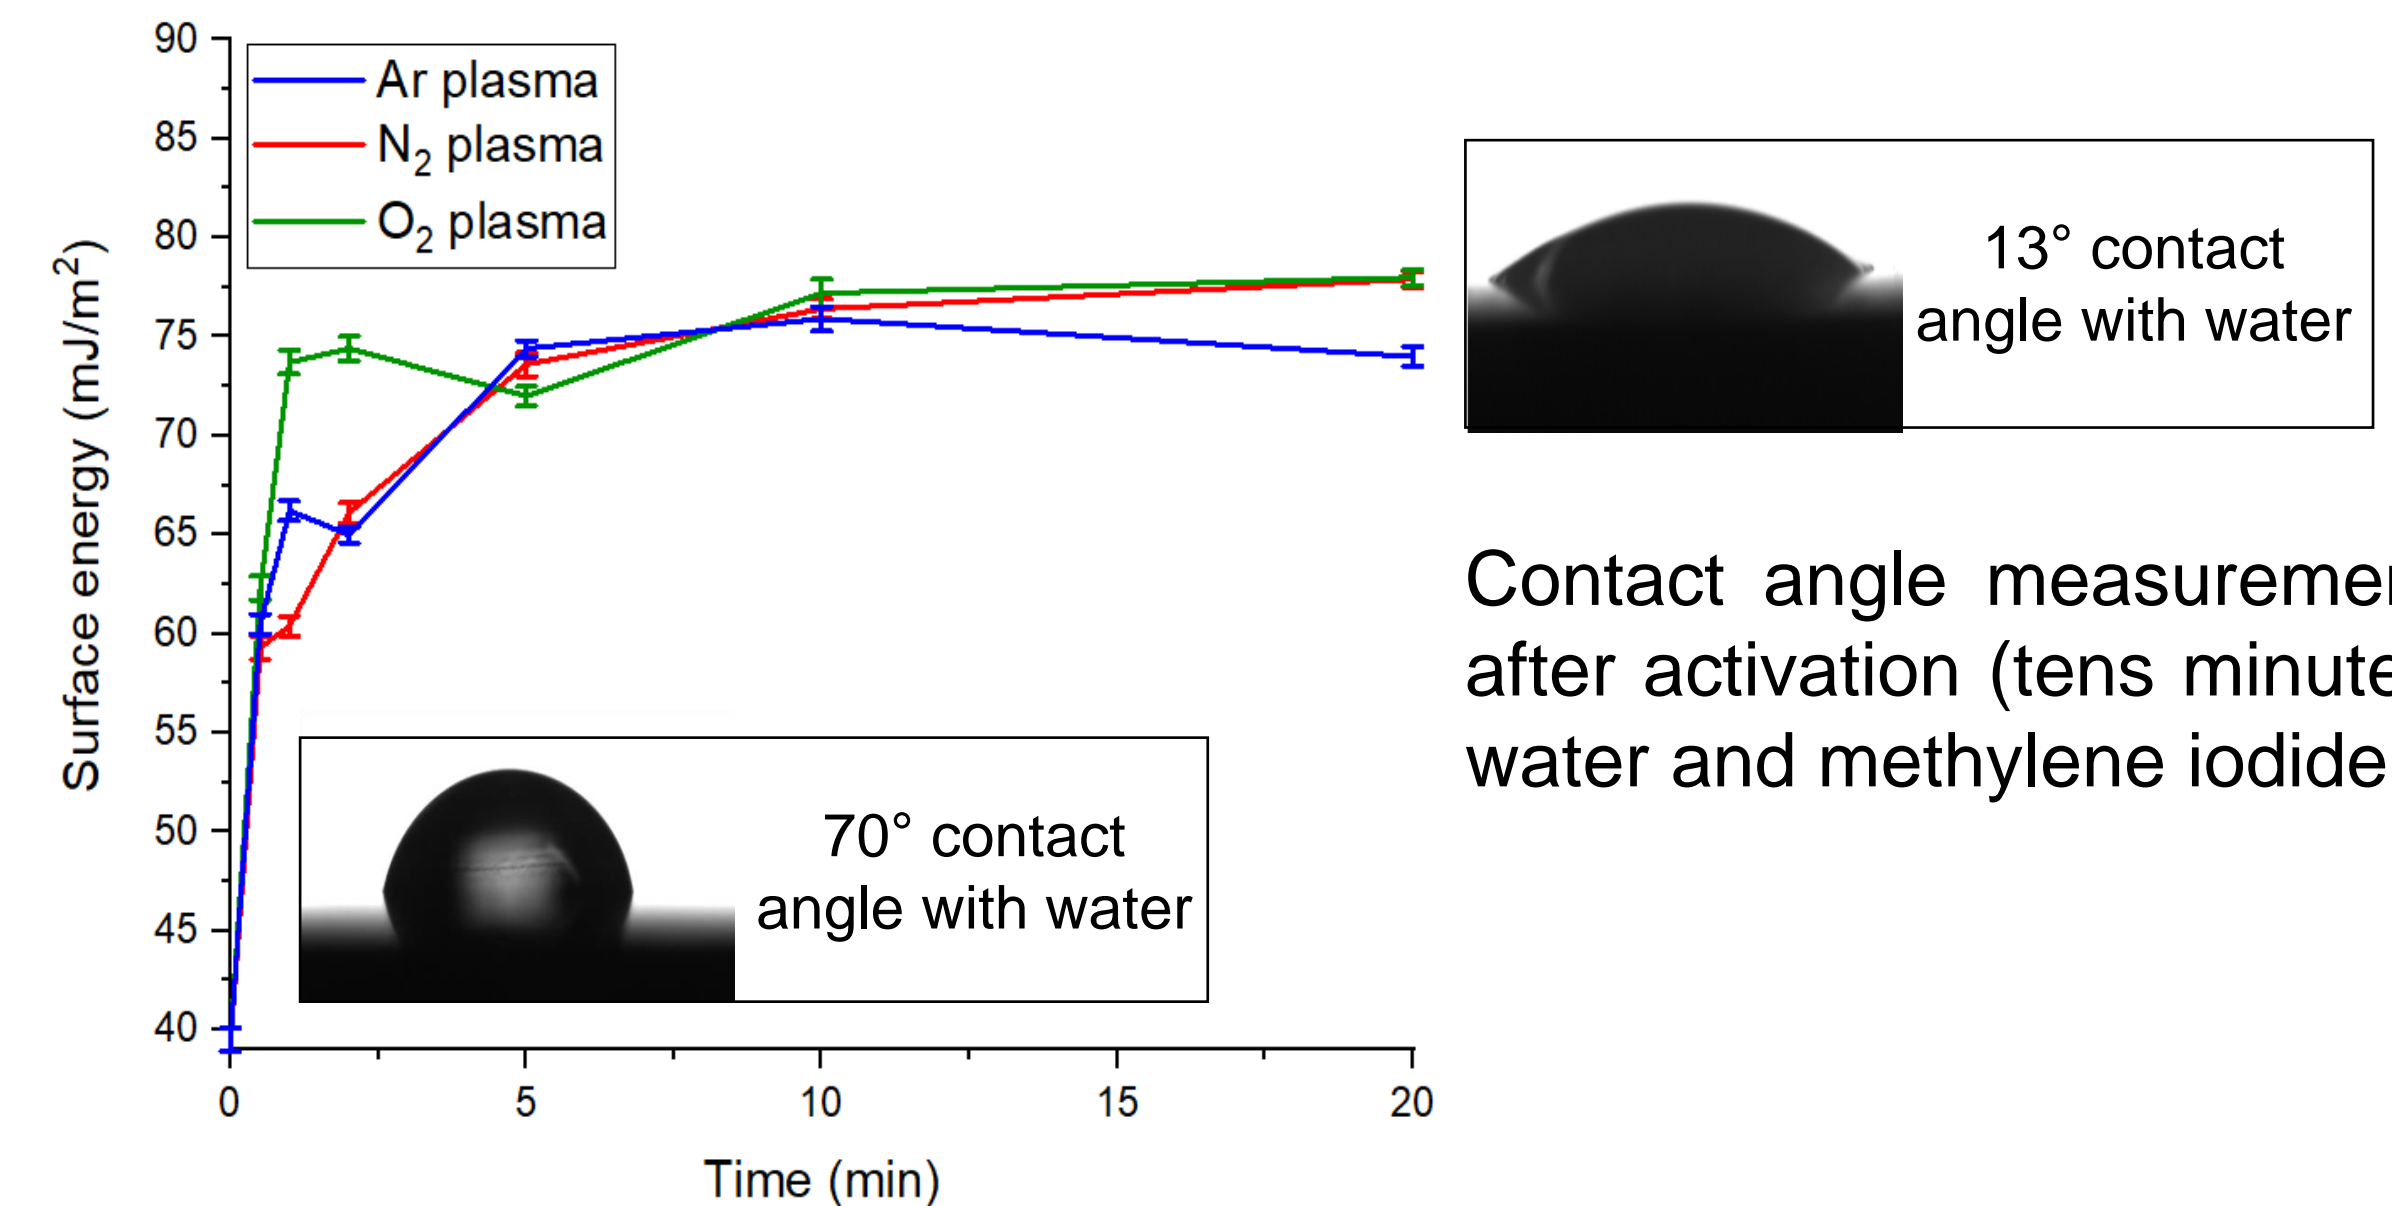 90
Ar plasma
85
N₂ plasma
80
O₂ plasma
75
70
65
60
55
50
45
40
Surface energy (mJ/m²)
0 5 10 15 20
Time (min)
70° contact
angle with water
13° contact
angle with water
Contact angle
after activation (tens
water and methylene iodide